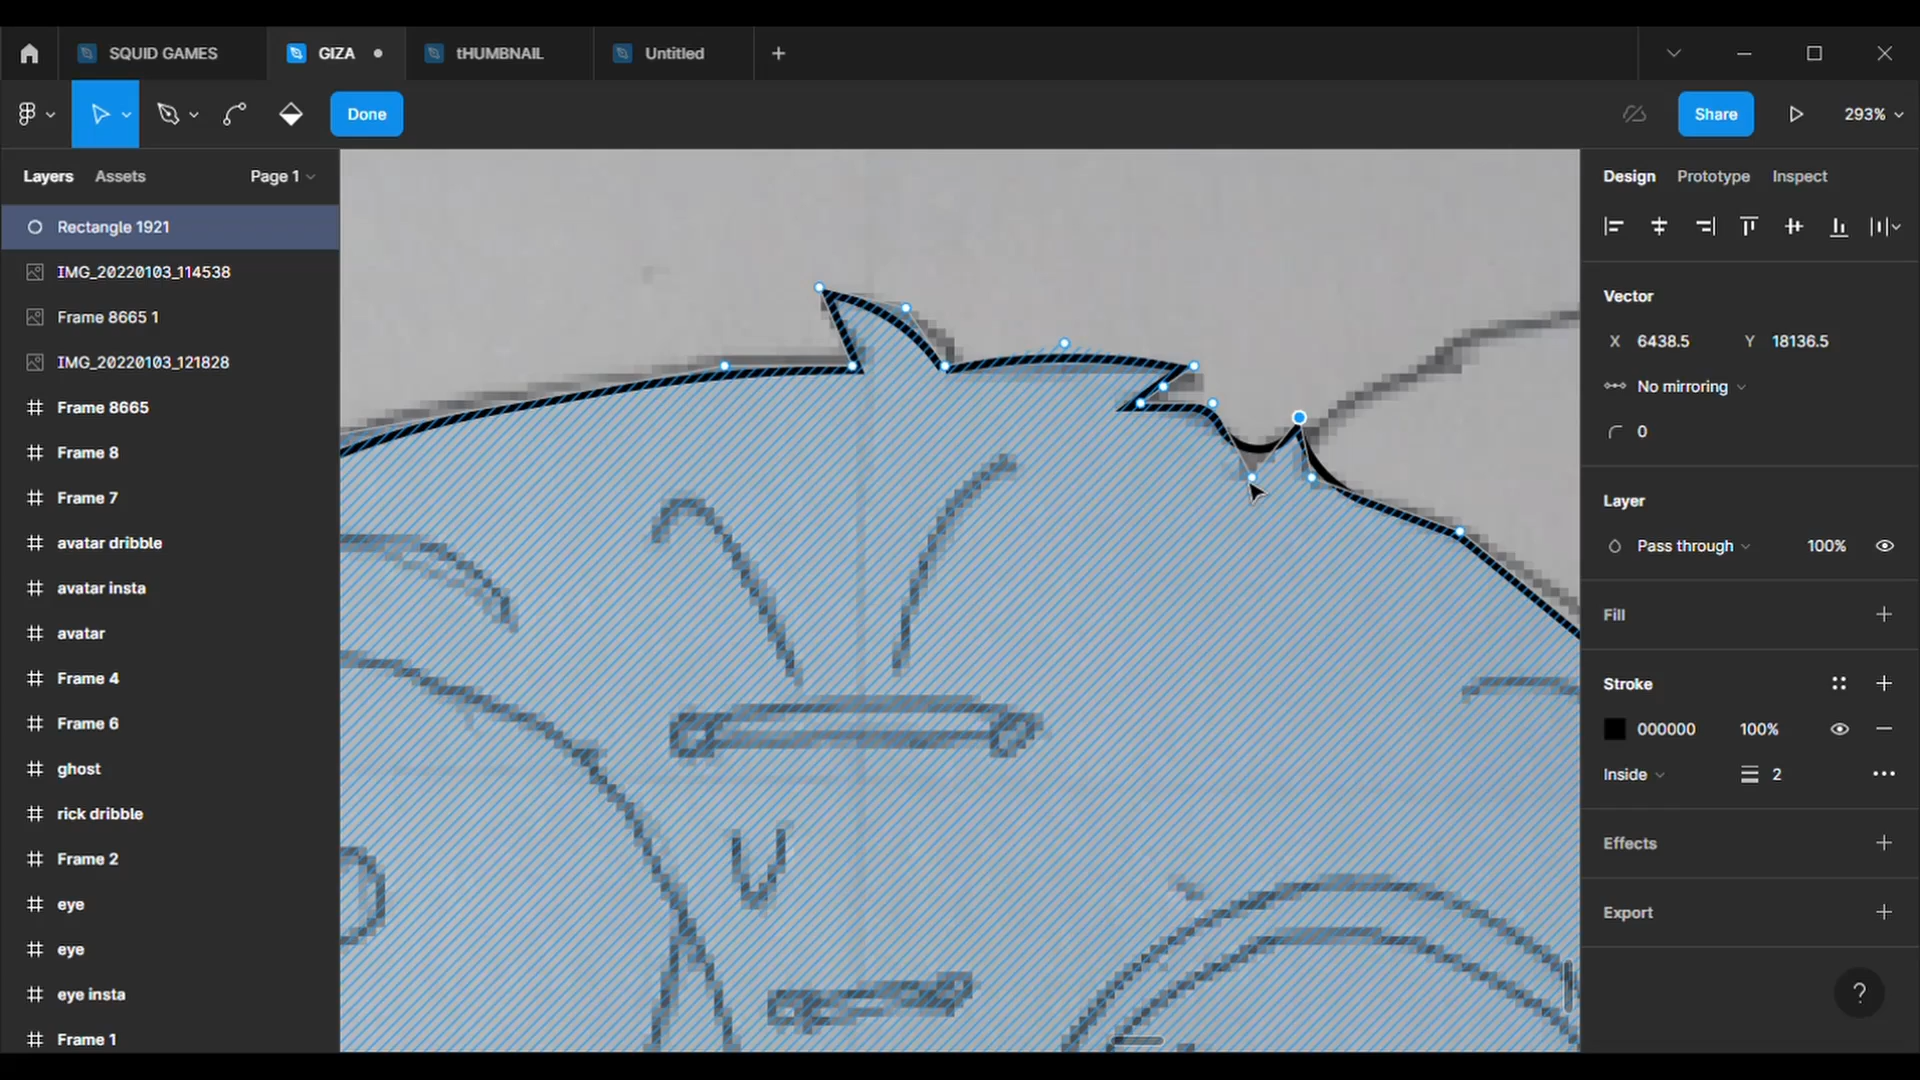 SQUID GAMES
GIZA
tHUMBNAIL
Untitled
Done
Share
293%
Layers
Assets
Page 1
Rectangle 1921
IMG_20220103_114538
Frame 8665 1
IMG_20220103_121828
Frame 8665
Frame 8
Frame 7
avatar dribble
avatar insta
avatar
Frame 4
Frame 6
ghost
rick dribble
Frame 2
eye
eye
eye insta
Frame 1
Design
Prototype
Inspect
Vector
X 6438.5 Y 18136.5
No mirroring
0
Layer
Pass through 100%
Fill
Stroke
000000 100%
Inside 2
Effects
Export
?